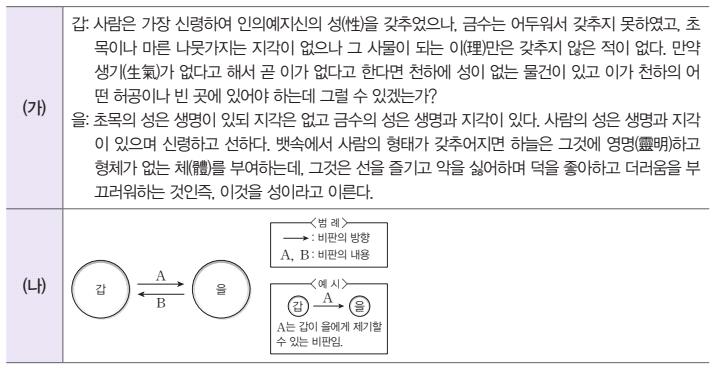 (가)
갑: 사람은 가장 신령하여 인의예지신의 성(性)을 갖추었으나, 금수는 어두워서 갖추지 못하였고, 초
목이나 마른 나뭇가지는 지각이 없으나 그 사물이 되는 이(理)만은 갖추지 않은 적이 없다. 만약
생기(生氣)가 없다고 해서 곧 이가 없다고 한다면 천하에 성이 없는 물건이 있고 이가 천하의 어
떤 허공이나 빈 곳에 있어야 하는데 그럴 수 있겠는가?
을: 초목의 성은 생명이 있되 지각은 없고 금수의 성은 생명과 지각이 있다. 사람의 성은 생명과 지각
이 있으며 신령하고 선하다. 뱃속에서 사람의 형태가 갖추어지면 하늘은 그것에 영명(靈明)하고
형체가 없는 체(體)를 부여하는데, 그것은 선을 즐기고 악을 싫어하며 덕을 좋아하고 더러움을 부
끄러워하는 것인즉, 이것을 성이라고 이른다.
(나)
갑
A
B
을
<범 례>
→ : 비판의 방향
A, B : 비판의 내용
<예 시>
갑 A 을
A는 갑이 을에게 제기할
수 있는 비판임.